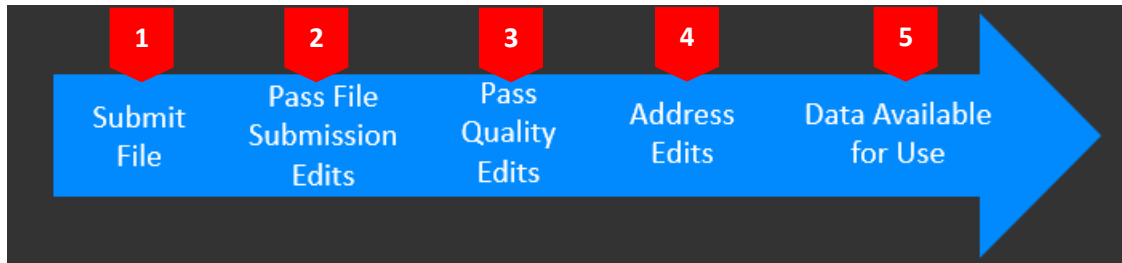 1
Submit
File
2
Pass File
Submission
Edits
3
Pass
Quality
Edits
4
Address
Edits
5
Data Available
for Use